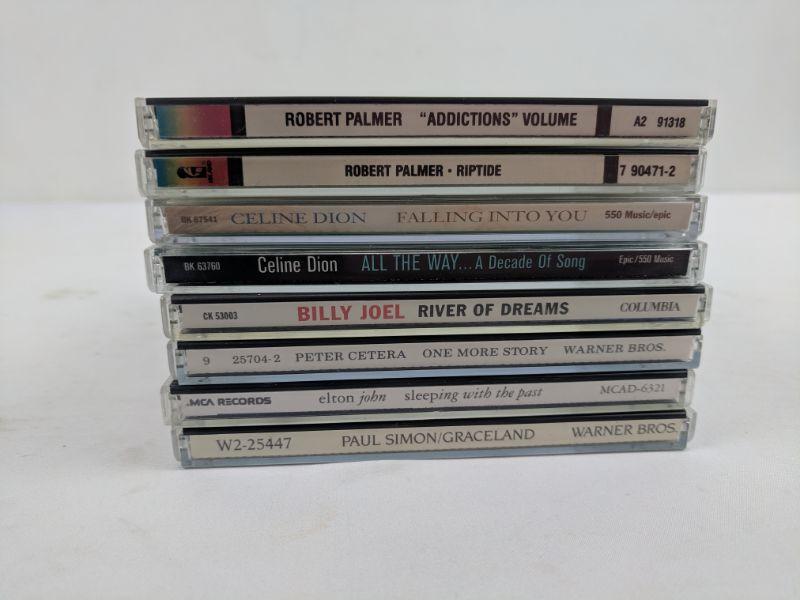 ROBERT PALMER "ADDICTIONS" VOLUME A2 91318
ROBERT PALMER • RIPTIDE 7 90471-2
BK 67541 CELINE DION FALLING INTO YOU 550 Music/epic
BK 63760 Celine Dion ALL THE WAY... A Decade Of Song Epic/550 Music
CK 53003 BILLY JOEL RIVER OF DREAMS COLUMBIA
9 25704-2 PETER CETERA ONE MORE STORY WARNER BROS.
.MCA RECORDS elton john sleeping with the past MCAD-6321
W2-25447 PAUL SIMON/GRACELAND WARNER BROS.